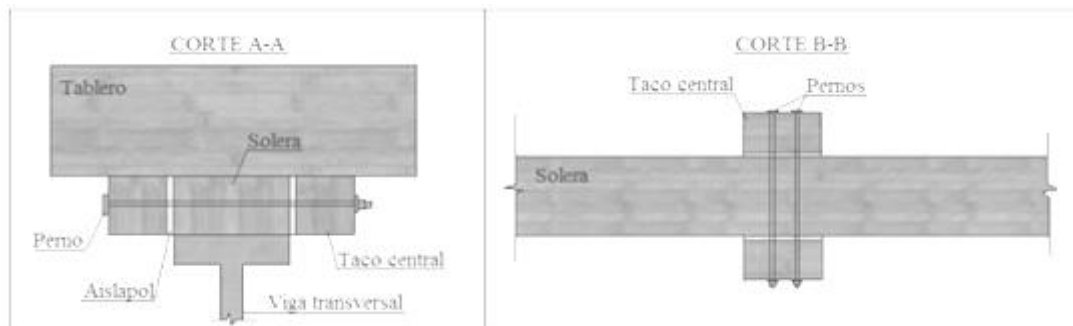 CORTE A-A
Tablero
Solera
Perno
Aislapol
Taco central
Viga transversal
CORTE B-B
Taco central
Pernos
Solera